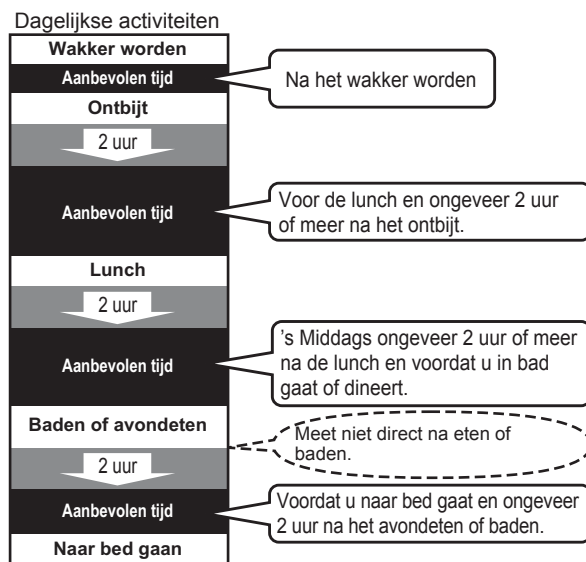 Dagelijkse activiteiten
Wakker worden
Aanbevolen tijd
Na het wakker worden
Ontbijt
2 uur
Aanbevolen tijd
Voor de lunch en ongeveer 2 uur
of meer na het ontbijt.
Lunch
2 uur
Aanbevolen tijd
's Middags ongeveer 2 uur of meer
na de lunch en voordat u in bad
gaat of dineert.
Baden of avondeten
Meet niet direct na eten of
baden.
2 uur
Aanbevolen tijd
Voordat u naar bed gaat en ongeveer
2 uur na het avondeten of baden.
Naar bed gaan